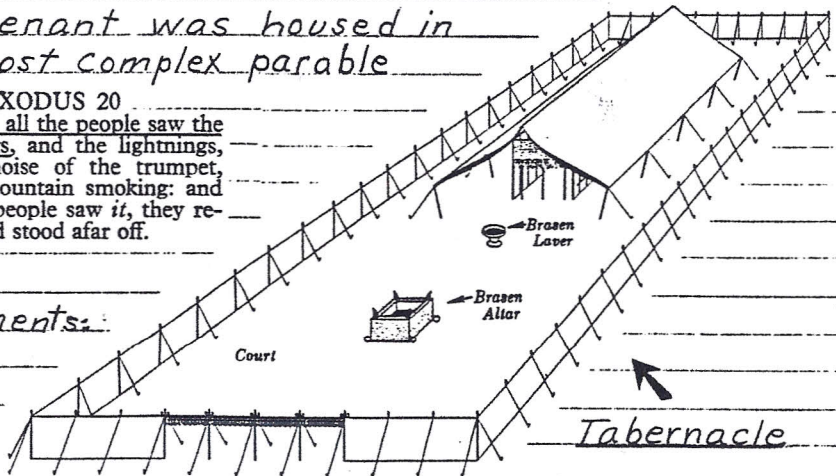 enant was housed in
ost complex parable
XODUS 20
all the people saw the
s, and the lightnings,
oise of the trumpet,
ountain smoking: and
people saw it, they re-
d stood afar off.
Brasen
Laver
Brasen
Altar
ents:
Court
Tabernacle